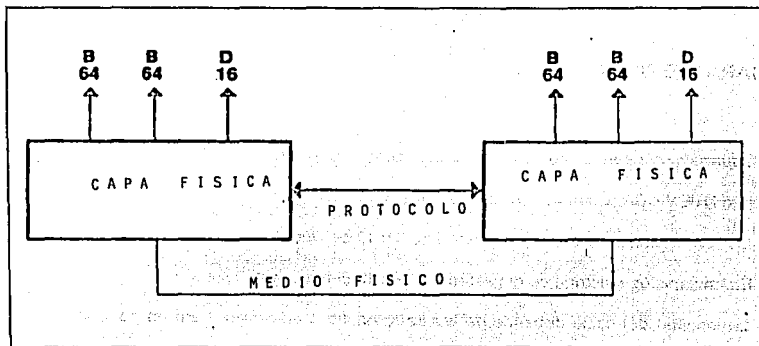 B B D
64 64 16
B B D
64 64 16
CAPA FISICA
CAPA FISICA
PROTOCOLO
MEDIO FISICO